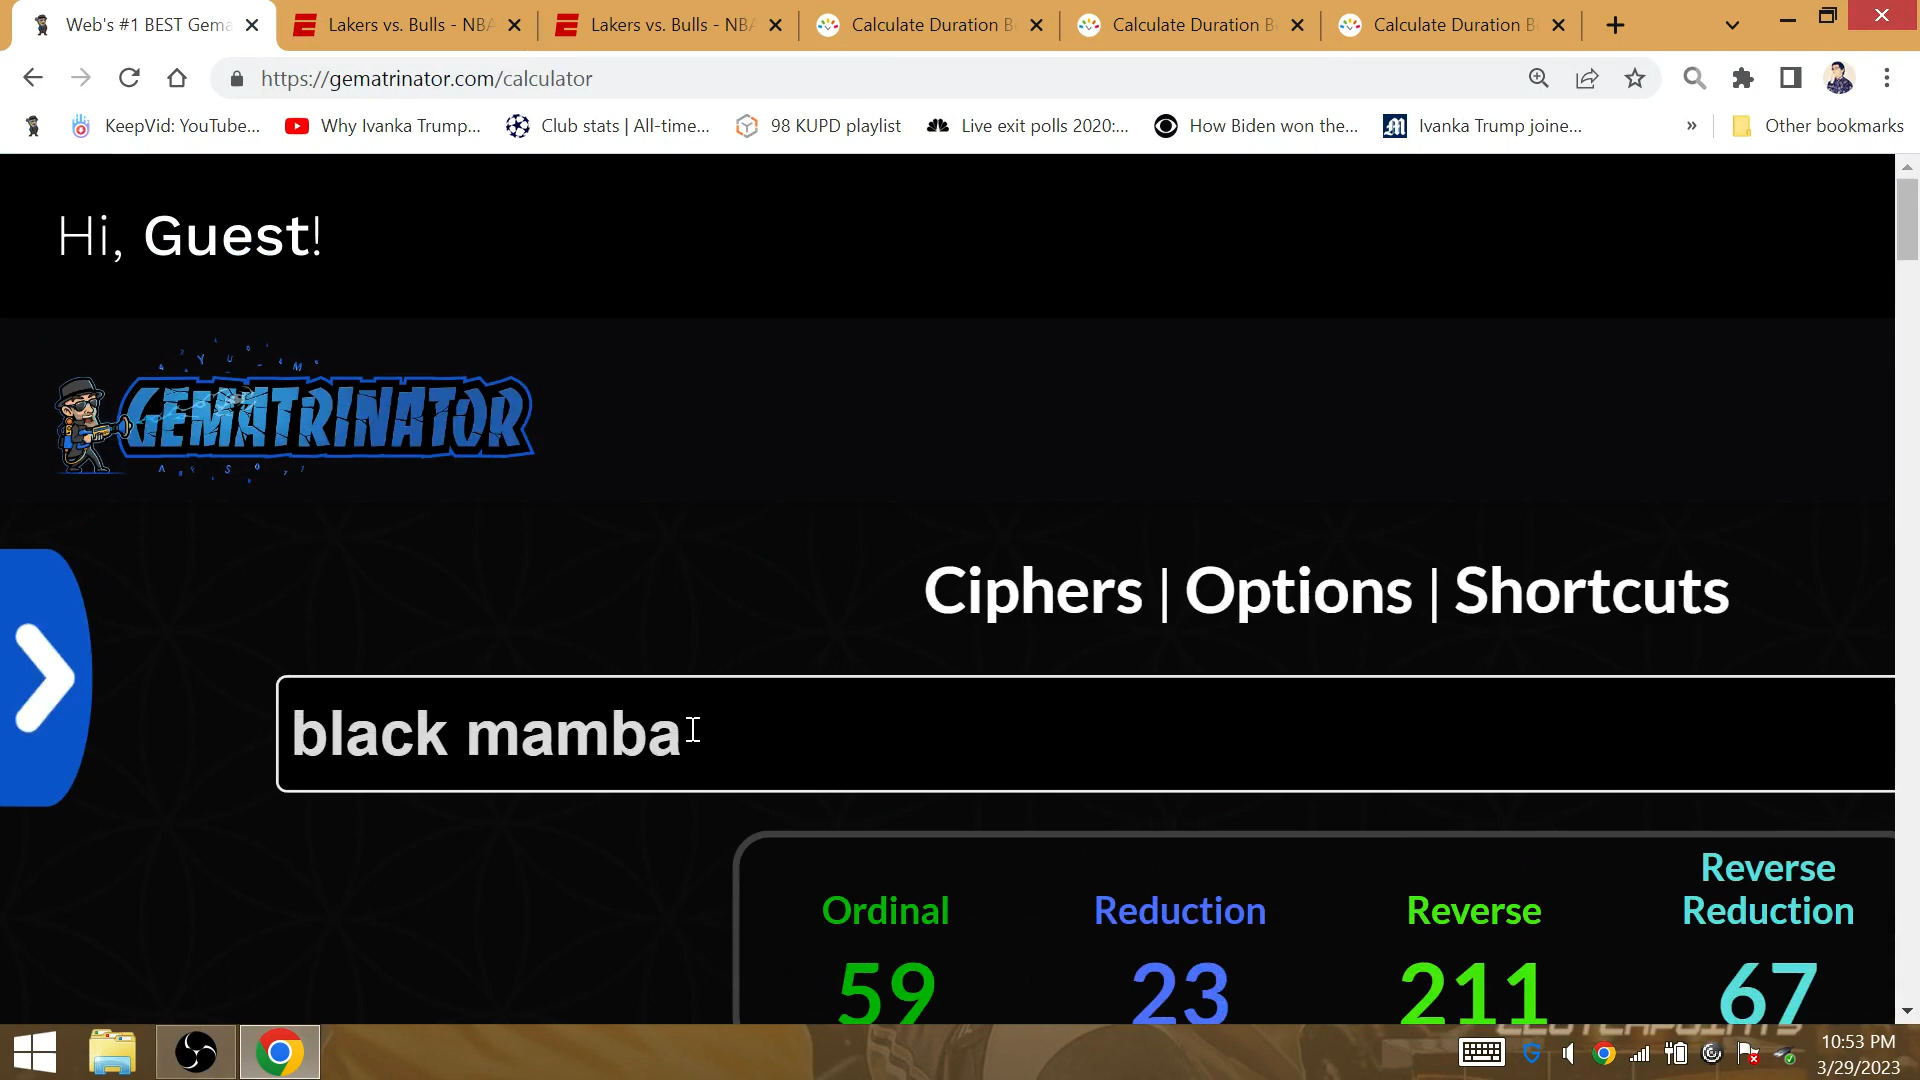 Web's #1 BEST Gema
Lakers vs. Bulls - NBA
Lakers vs. Bulls - NBA
Calculate Duration B
Calculate Duration B
Calculate Duration B
https://gematrinator.com/calculator
KeepVid: YouTube...
Why Ivanka Trump...
Club stats | All-time...
98 KUPD playlist
Live exit polls 2020:...
How Biden won the...
Ivanka Trump joine...
»
Other bookmarks
Hi, Guest!
GEMATRINATOR
Ciphers | Options | Shortcuts
black mamba
Ordinal
Reduction
Reverse
Reverse
Reduction
59
23
211
67
10:53 PM
3/29/2023